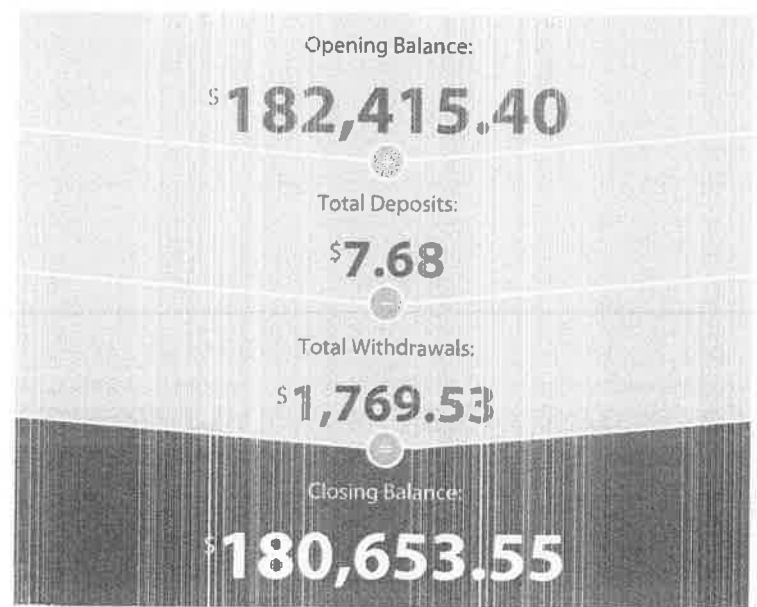 Opening Balance:
$182,415.40
+
Total Deposits:
$7.68
−
Total Withdrawals:
$1,769.53
=
Closing Balance:
$180,653.55